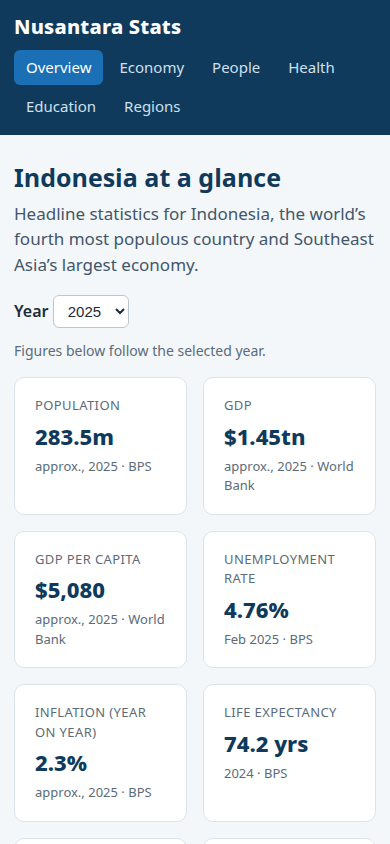 Nusantara Stats
Overview Economy People Health
Education Regions
Indonesia at a glance
Headline statistics for Indonesia, the world’s
fourth most populous country and Southeast
Asia’s largest economy.
Year 2025
Figures below follow the selected year.
POPULATION
283.5m
approx., 2025 · BPS
GDP
$1.45tn
approx., 2025 · World
Bank
GDP PER CAPITA
$5,080
approx., 2025 · World
Bank
UNEMPLOYMENT
RATE
4.76%
Feb 2025 · BPS
INFLATION (YEAR
ON YEAR)
2.3%
approx., 2025 · BPS
LIFE EXPECTANCY
74.2 yrs
2024 · BPS